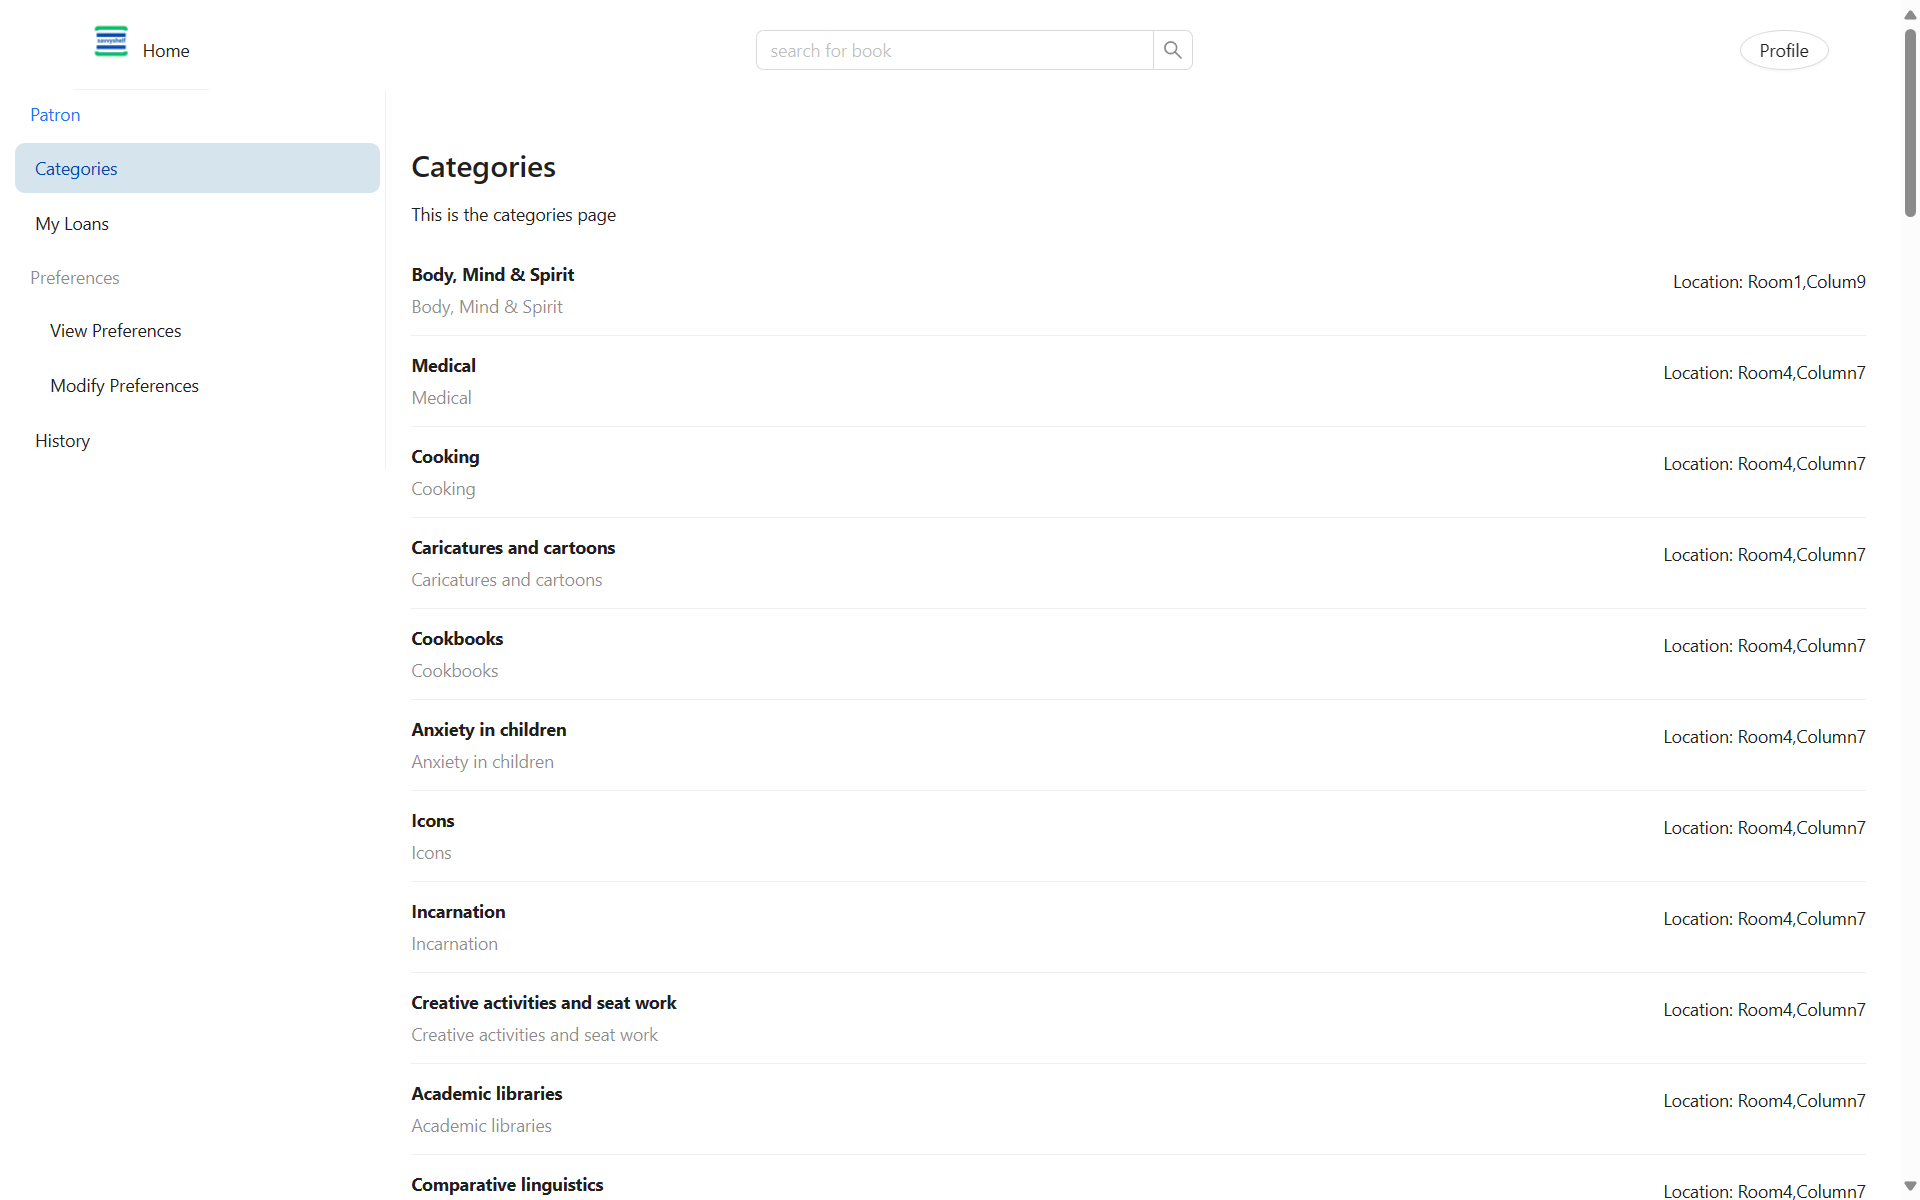 savvyshelf
Home
search for book
Profile
Patron
Categories
My Loans
Preferences
View Preferences
Modify Preferences
History
Categories
This is the categories page
Body, Mind & Spirit
Body, Mind & Spirit
Location: Room1,Colum9
Medical
Medical
Location: Room4,Column7
Cooking
Cooking
Location: Room4,Column7
Caricatures and cartoons
Caricatures and cartoons
Location: Room4,Column7
Cookbooks
Cookbooks
Location: Room4,Column7
Anxiety in children
Anxiety in children
Location: Room4,Column7
Icons
Icons
Location: Room4,Column7
Incarnation
Incarnation
Location: Room4,Column7
Creative activities and seat work
Creative activities and seat work
Location: Room4,Column7
Academic libraries
Academic libraries
Location: Room4,Column7
Comparative linguistics
Location: Room4,Column7